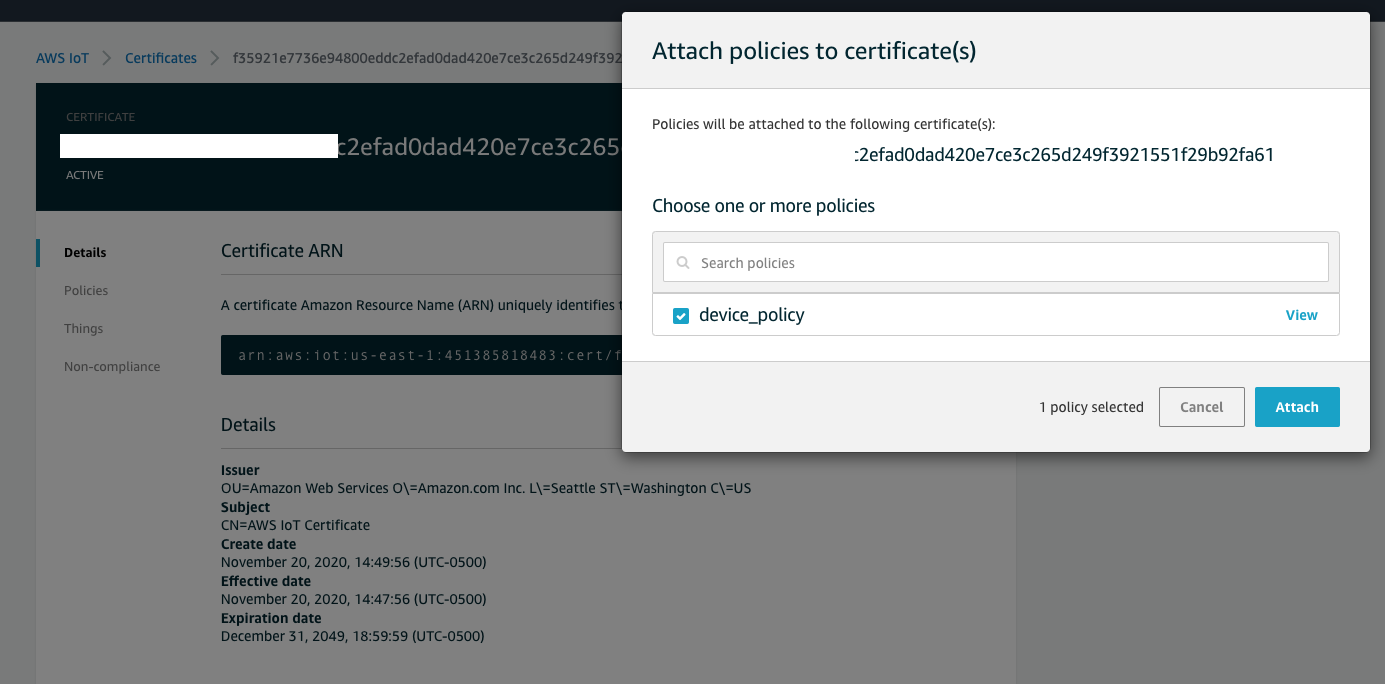 AWS IoT > Certificates > f35921e7736e94800eddc2efad0dad420e7ce3c265d249f392
CERTIFICATE
c2efad0dad420e7ce3c265
ACTIVE
Details
Policies
Things
Non-compliance
Certificate ARN
A certificate Amazon Resource Name (ARN) uniquely identifies
arn:aws:iot:us-east-1:451385818483:cert/f
Details
Issuer
OU=Amazon Web Services O\=Amazon.com Inc. L\=Seattle ST\=Washington C\=US
Subject
CN=AWS IoT Certificate
Create date
November 20, 2020, 14:49:56 (UTC-0500)
Effective date
November 20, 2020, 14:47:56 (UTC-0500)
Expiration date
December 31, 2049, 18:59:59 (UTC-0500)
Attach policies to certificate(s)
Policies will be attached to the following certificate(s):
c2efad0dad420e7ce3c265d249f3921551f29b92fa61
Choose one or more policies
Search policies
device_policy
View
1 policy selected
Cancel
Attach